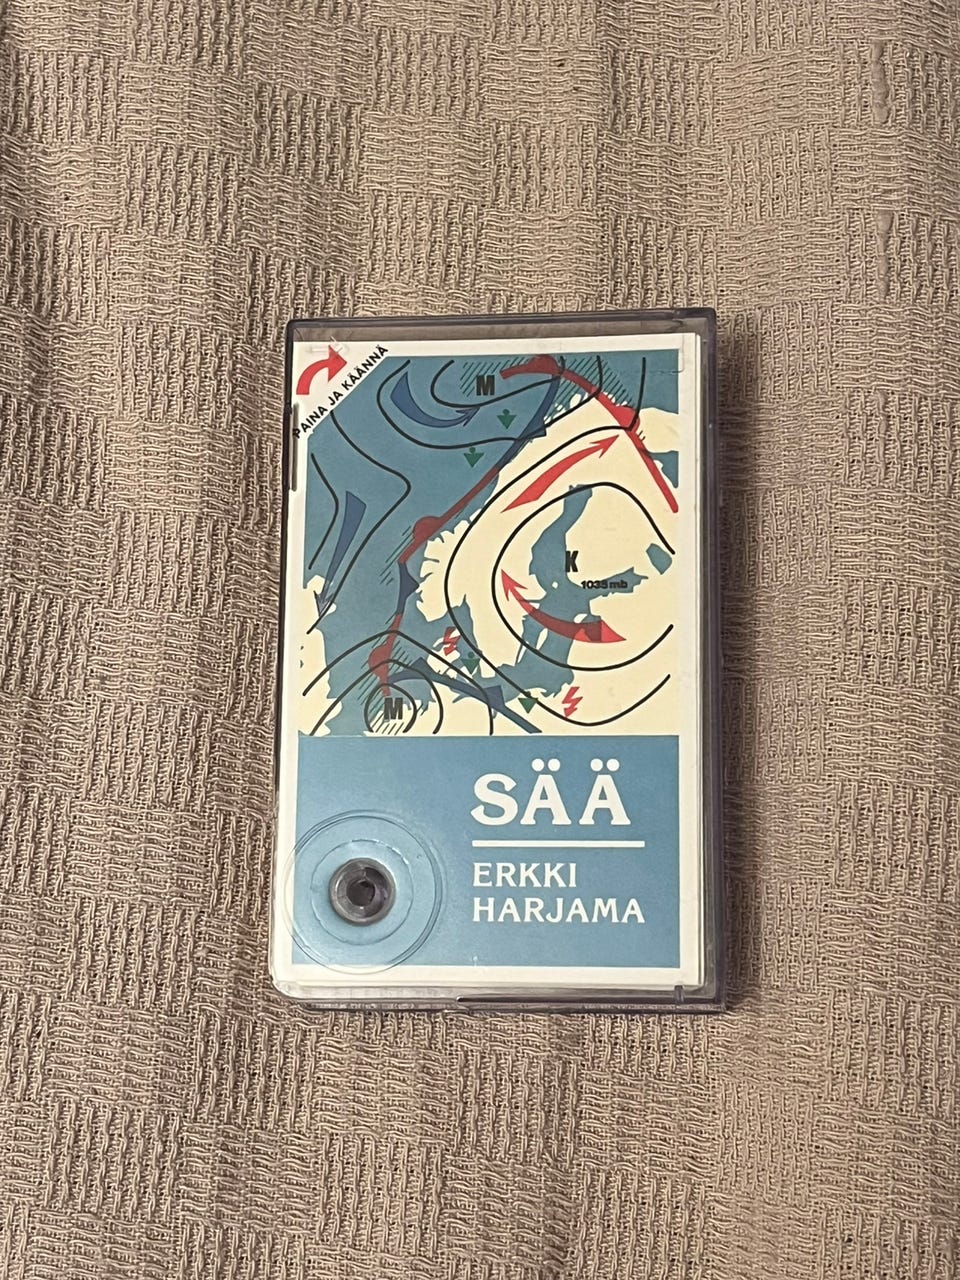 PAINA JA KÄÄNNÄ
M
K
1035 mb
M
SÄÄ
ERKKI
HARJAMA